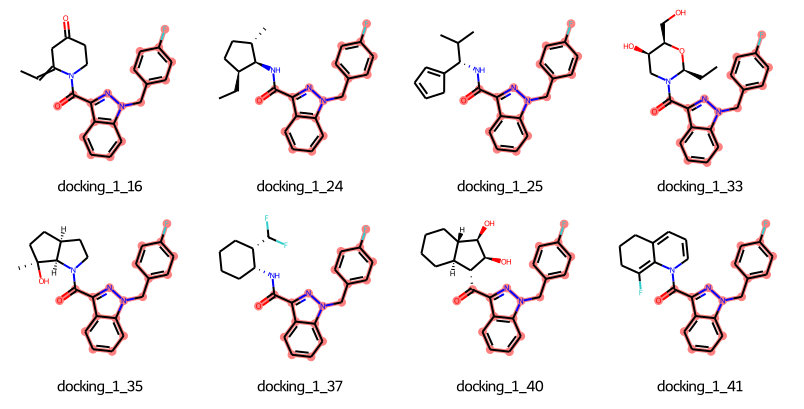 O
N
O
N
N
NH
O
N
N
NH
O
N
N
OH
HO
O
N
O
N
N
docking_1_16
docking_1_24
docking_1_25
docking_1_33
H
N
H
OH
O
N
N
F
F
NH
O
N
N
H
OH
OH
H
O
N
N
F
N
O
N
N
docking_1_35
docking_1_37
docking_1_40
docking_1_41